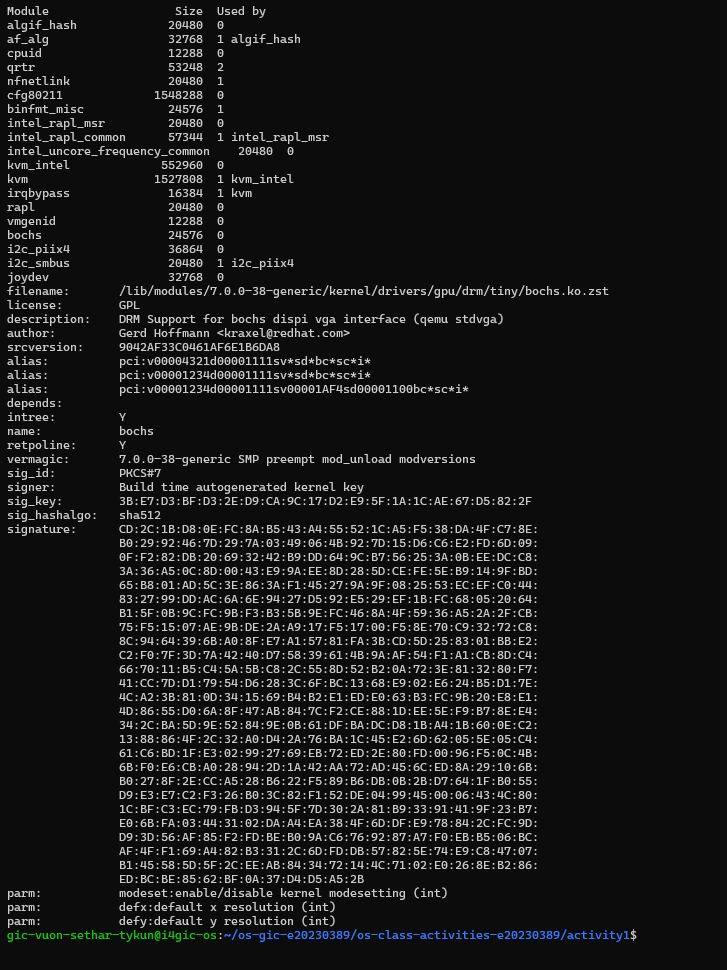 Module                  Size  Used by
algif_hash             20480  0
af_alg                 32768  1 algif_hash
cpuid                  12288  0
qrtr                   53248  2
nfnetlink              20480  1
cfg80211             1548288  0
binfmt_misc            24576  1
intel_rapl_msr         20480  0
intel_rapl_common      57344  1 intel_rapl_msr
intel_uncore_frequency_common    20480  0
kvm_intel             552960  0
kvm                  1527808  1 kvm_intel
irqbypass              16384  1 kvm
rapl                   20480  0
vmgenid                12288  0
bochs                  24576  0
i2c_piix4              36864  0
i2c_smbus              20480  1 i2c_piix4
joydev                 32768  0
filename:       /lib/modules/7.0.0-38-generic/kernel/drivers/gpu/drm/tiny/bochs.ko.zst
license:        GPL
description:    DRM Support for bochs dispi vga interface (qemu stdvga)
author:         Gerd Hoffmann <kraxel@redhat.com>
srcversion:     9042AF33C0461AF6E1B6DA8
alias:          pci:v00004321d00001111sv*sd*bc*sc*i*
alias:          pci:v00001234d00001111sv*sd*bc*sc*i*
alias:          pci:v00001234d00001111sv00001AF4sd00001100bc*sc*i*
depends:
intree:         Y
name:           bochs
retpoline:      Y
vermagic:       7.0.0-38-generic SMP preempt mod_unload modversions
sig_id:         PKCS#7
signer:         Build time autogenerated kernel key
sig_key:        3B:E7:D3:BF:D3:2E:D9:CA:9C:17:D2:E9:5F:1A:1C:AE:67:D5:82:2F
sig_hashalgo:   sha512
signature:      CD:2C:1B:D8:0E:FC:8A:B5:43:A4:55:52:1C:A5:F5:38:DA:4F:C7:8E:
                B0:29:92:46:7D:29:7A:03:49:06:4B:92:7D:15:D6:C6:E2:FD:6D:09:
                0F:F2:82:DB:20:69:32:42:B9:DD:64:9C:B7:56:25:3A:0B:EE:DC:C8:
                3A:36:A5:0C:8D:00:43:E9:9A:EE:8D:28:5D:CE:FE:5E:B9:14:9F:BD:
                65:B8:01:AD:5C:3E:86:3A:F1:45:27:9A:9F:08:25:53:EC:EF:C0:44:
                83:27:99:DD:AC:6A:6E:94:27:D5:92:E5:29:EF:1B:FC:68:05:20:64:
                B1:5F:0B:9C:FC:9B:F3:B3:5B:9E:FC:46:8A:4F:59:36:A5:2A:2F:CB:
                75:F5:15:07:AE:9B:DE:2A:A9:17:F5:17:00:F5:8E:70:C9:32:72:C8:
                8C:94:64:39:6B:A0:8F:E7:A1:57:81:FA:3B:CD:5D:25:83:01:BB:E2:
                C2:F0:7F:3D:7A:42:40:D7:58:39:61:4B:9A:AF:54:F1:A1:CB:8D:C4:
                66:70:11:B5:C4:5A:5B:C8:2C:55:8D:52:B2:0A:72:3E:81:32:80:F7:
                41:CC:7D:D1:79:54:D6:28:3C:6F:BC:13:68:E9:02:E6:24:B5:D1:7E:
                4C:A2:3B:81:0D:34:15:69:B4:B2:E1:ED:E0:63:B3:FC:9B:20:E8:E1:
                4D:86:55:D0:6A:8F:47:AB:84:7C:F2:CE:88:1D:EE:5E:F9:B7:8E:E4:
                34:2C:BA:5D:9E:52:84:9E:0B:61:DF:BA:DC:D8:1B:A4:1B:60:0E:C2:
                13:88:86:4F:2C:32:A0:D4:2A:76:BA:1C:45:E2:6D:62:05:5E:05:C4:
                61:C6:BD:1F:E3:02:99:27:69:EB:72:ED:2E:80:FD:00:96:F5:0C:4B:
                6B:F0:E6:CB:A0:28:94:2D:1A:42:AA:72:AD:45:6C:ED:8A:29:10:6B:
                B0:27:8F:2E:CC:A5:28:B6:22:F5:89:B6:DB:0B:2B:D7:64:1F:B0:55:
                D9:E3:E7:C2:F3:26:B0:3C:82:F1:52:DE:04:99:45:00:06:43:4C:80:
                1C:BF:C3:EC:79:FB:D3:94:5F:7D:30:2A:81:B9:33:91:41:9F:23:B7:
                E0:6B:FA:03:44:31:02:DA:A4:EA:38:4F:6D:DF:E9:78:84:2C:FC:9D:
                D9:3D:56:AF:85:F2:FD:BE:B0:9A:C6:76:92:87:A7:F0:EB:B5:06:BC:
                AF:4F:F1:69:A4:82:B3:31:2C:6D:FD:DB:57:82:5E:74:E9:C8:47:07:
                B1:45:58:5D:5F:2C:EE:AB:84:34:72:14:4C:71:02:E0:26:8E:B2:86:
                ED:BC:BE:85:62:BF:0A:37:D4:D5:A5:2B
parm:           modeset:enable/disable kernel modesetting (int)
parm:           defx:default x resolution (int)
parm:           defy:default y resolution (int)
gic-vuon-sethar-tykun@i4gic-os:~/os-gic-e20230389/os-class-activities-e20230389/activity1$